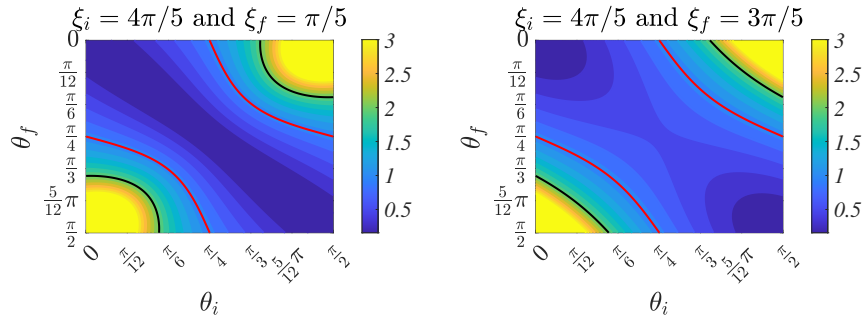 ξ_i = 4π/5 and ξ_f = π/5
0
π/12
π/6
π/4
π/3
5/12 π
π/2
θ_f
0
π/12
π/6
π/4
π/3
5/12 π
π/2
θ_i
3
2.5
2
1.5
1
0.5
ξ_i = 4π/5 and ξ_f = 3π/5
0
π/12
π/6
π/4
π/3
5/12 π
π/2
θ_f
0
π/12
π/6
π/4
π/3
5/12 π
π/2
θ_i
3
2.5
2
1.5
1
0.5